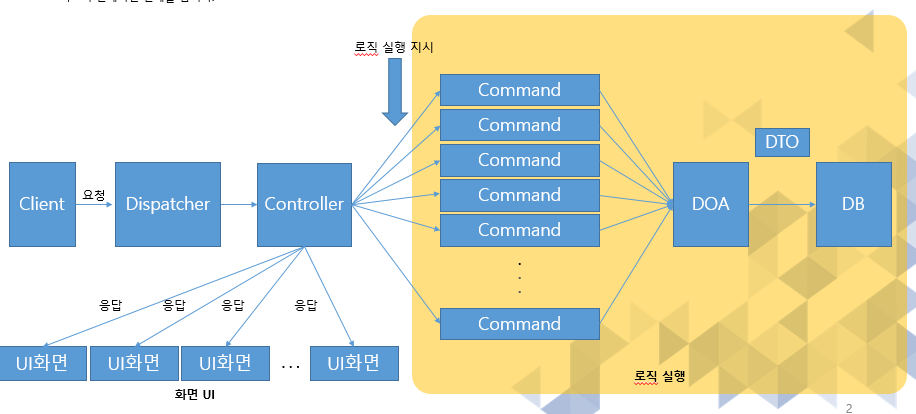 로직 실행 지시
Command
Command
Command
Command
Command
.
.
.
Command
Client
요청
Dispatcher
Controller
DOA
DTO
DB
응답
응답
응답
응답
UI화면
UI화면
UI화면
...
UI화면
화면 UI
로직 실행
2